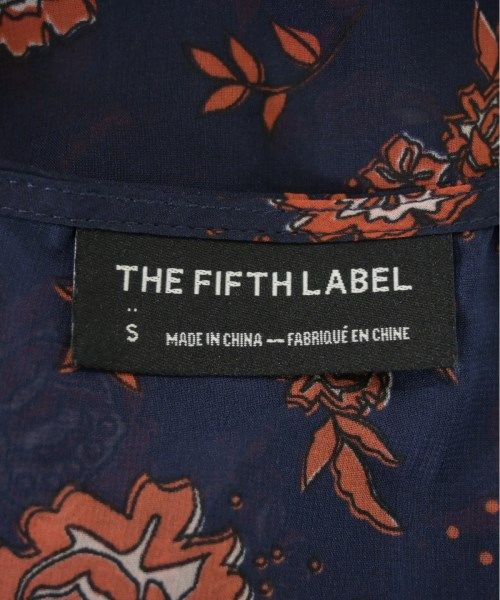 THE FIFTH LABEL
S̈
MADE IN CHINA — FABRIQUÉ EN CHINE